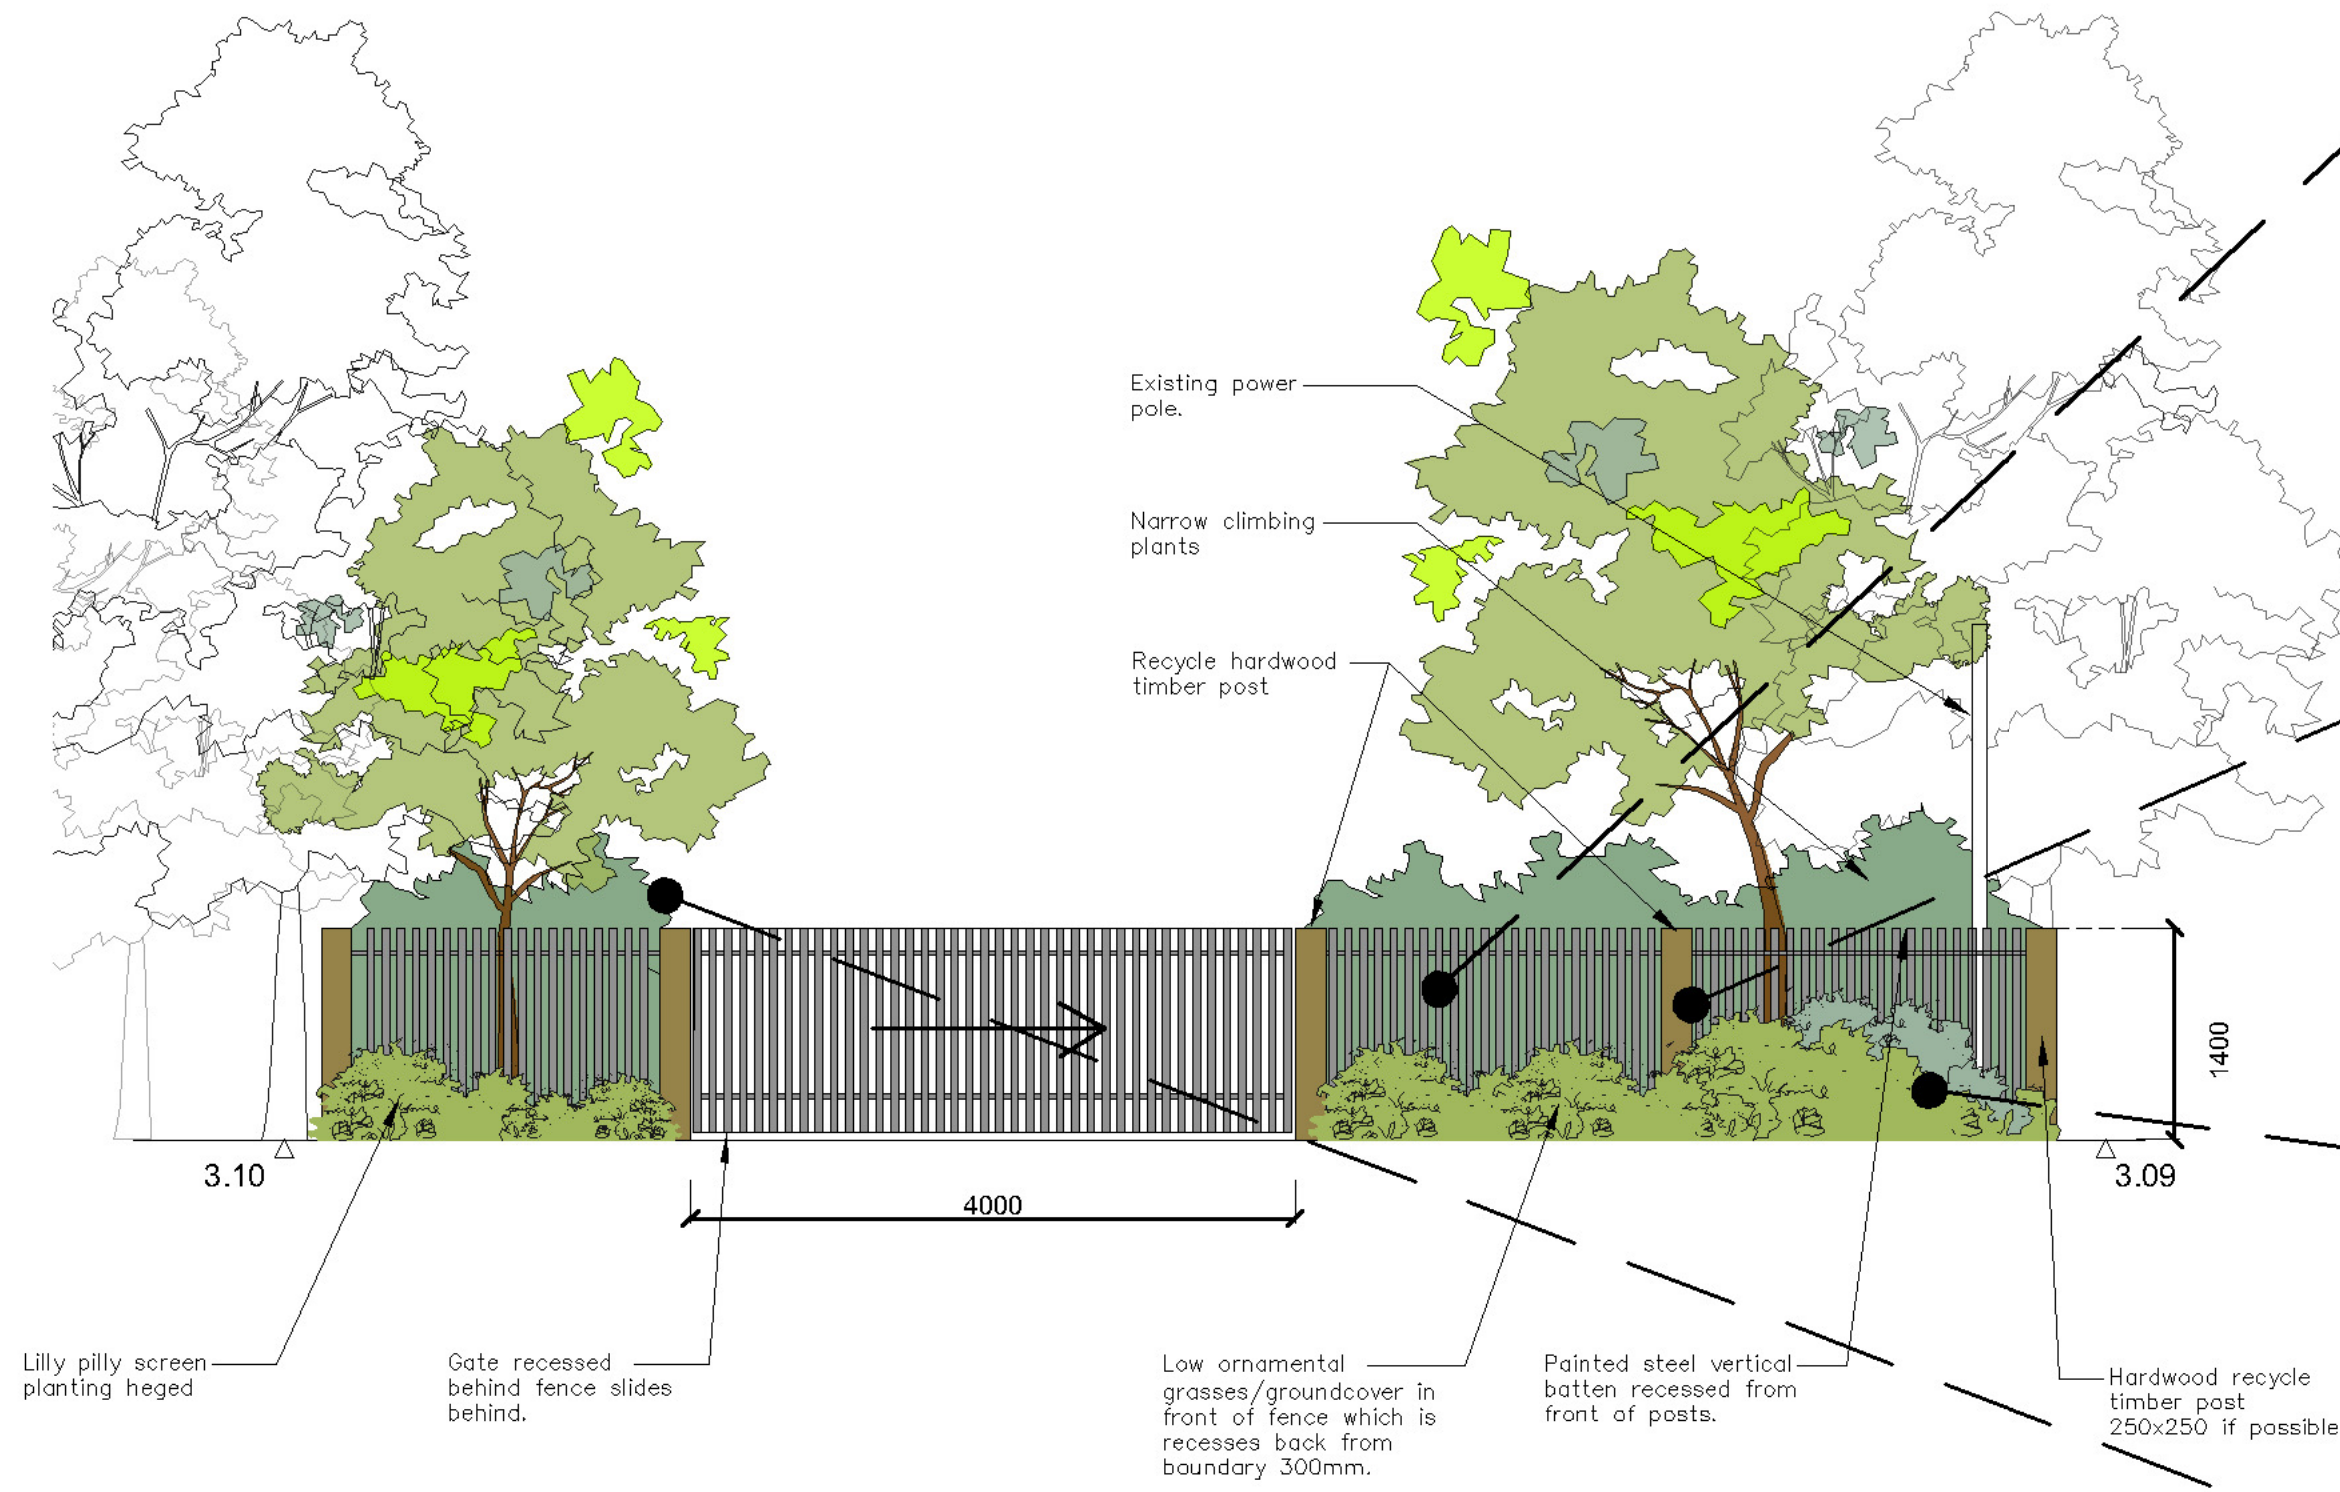 Existing power
pole.
Narrow climbing
plants
Recycle hardwood
timber post
1400
3.10
3.09
4000
Lilly pilly screen
planting heged
Gate recessed
behind fence slides
behind.
Low ornamental
grasses/groundcover in
front of fence which is
recesses back from
boundary 300mm.
Painted steel vertical
batten recessed from
front of posts.
Hardwood recycle
timber post
250x250 if possible